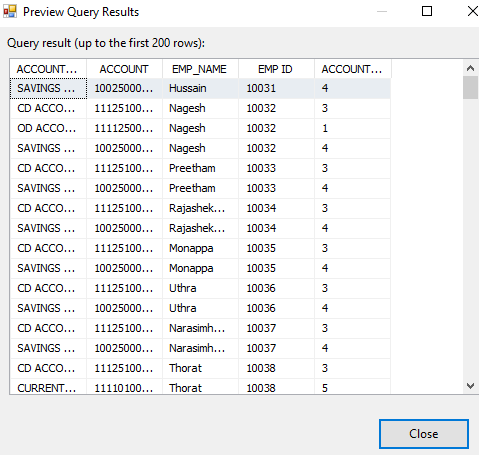 Preview Query Results
Query result (up to the first 200 rows):
ACCOUNT... ACCOUNT EMP_NAME EMP ID ACCOUNT...
SAVINGS ... 10025000... Hussain 10031 4
CD ACCO... 11125100... Nagesh 10032 3
OD ACCO... 11112500... Nagesh 10032 1
SAVINGS ... 10025000... Nagesh 10032 4
CD ACCO... 11125100... Preetham 10033 3
SAVINGS ... 10025000... Preetham 10033 4
CD ACCO... 11125100... Rajashek... 10034 3
SAVINGS ... 10025000... Rajashek... 10034 4
CD ACCO... 11125100... Monappa 10035 3
SAVINGS ... 10025000... Monappa 10035 4
CD ACCO... 11125100... Uthra 10036 3
SAVINGS ... 10025000... Uthra 10036 4
CD ACCO... 11125100... Narasimh... 10037 3
SAVINGS ... 10025000... Narasimh... 10037 4
CD ACCO... 11125100... Thorat 10038 3
CURRENT... 11110100... Thorat 10038 5
Close